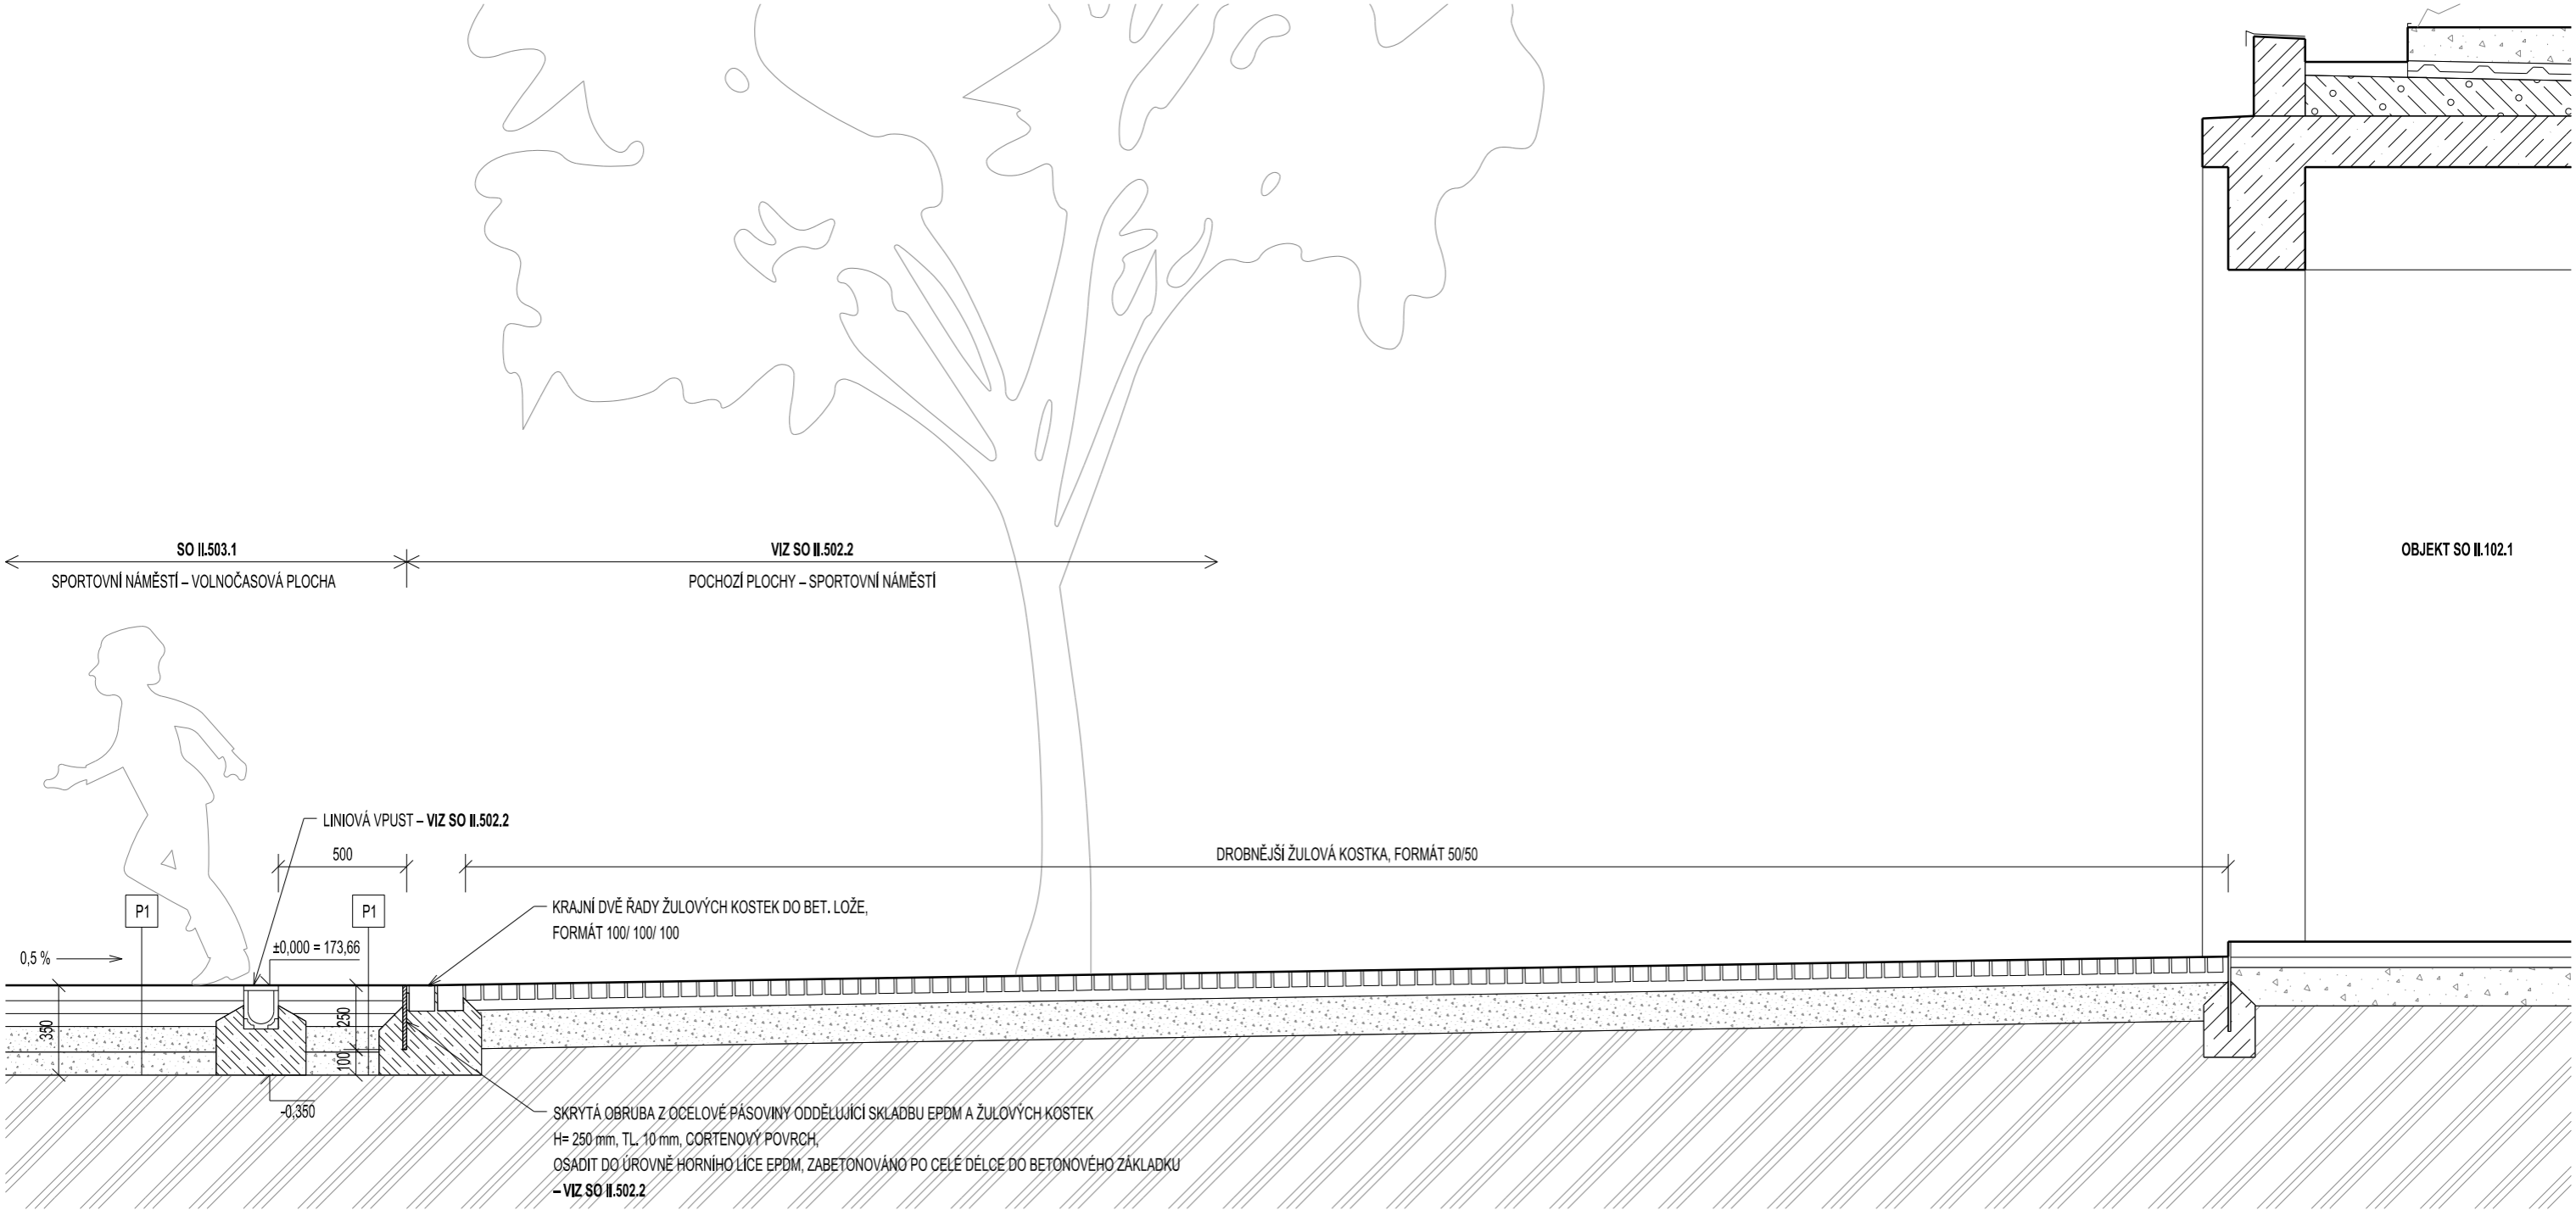 SO II.503.1
VIZ SO II.502.2
OBJEKT SO II.102.1
SPORTOVNÍ NÁMĚSTÍ – VOLNOČASOVÁ PLOCHA
POCHOZÍ PLOCHY – SPORTOVNÍ NÁMĚSTÍ
LINIOVÁ VPUST – VIZ SO II.502.2
500
DROBNĚJŠÍ ŽULOVÁ KOSTKA, FORMÁT 50/50
P1
P1
KRAJNÍ DVĚ ŘADY ŽULOVÝCH KOSTEK DO BET. LOŽE,
FORMÁT 100/ 100/ 100
±0,000 = 173,66
0,5 %
350
250
100
-0,350
SKRYTÁ OBRUBA Z OCELOVÉ PÁSOVINY ODDĚLUJÍCÍ SKLADBU EPDM A ŽULOVÝCH KOSTEK
H= 250 mm, TL. 10 mm, CORTENOVÝ POVRCH,
OSADIT DO ÚROVNĚ HORNÍHO LÍCE EPDM, ZABETONOVÁNO PO CELÉ DÉLCE DO BETONOVÉHO ZÁKLADKU
– VIZ SO II.502.2